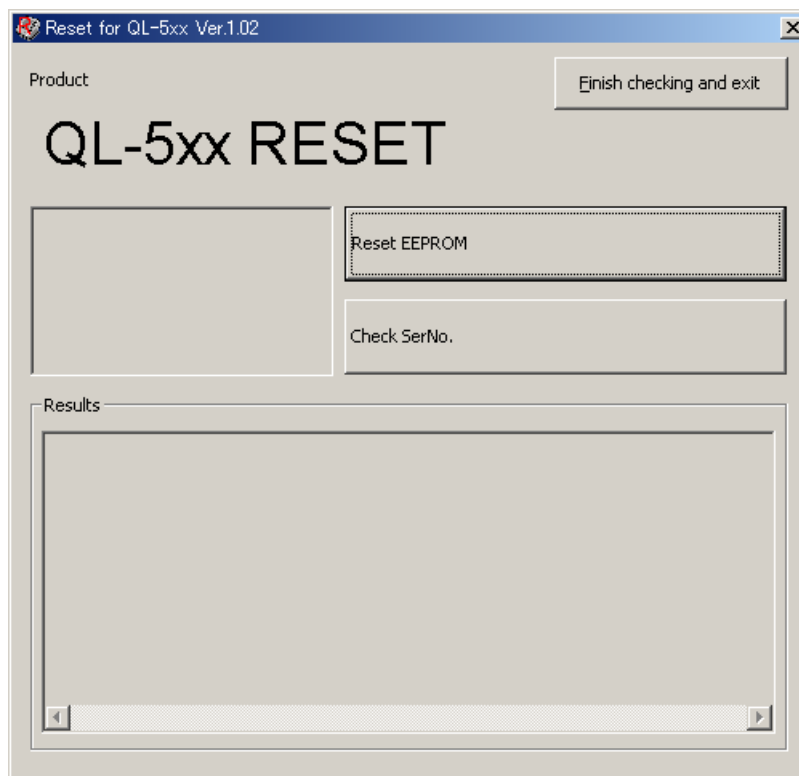 Reset for QL-5xx Ver.1.02
Product
Finish checking and exit
QL-5xx RESET
Reset EEPROM
Check SerNo.
Results